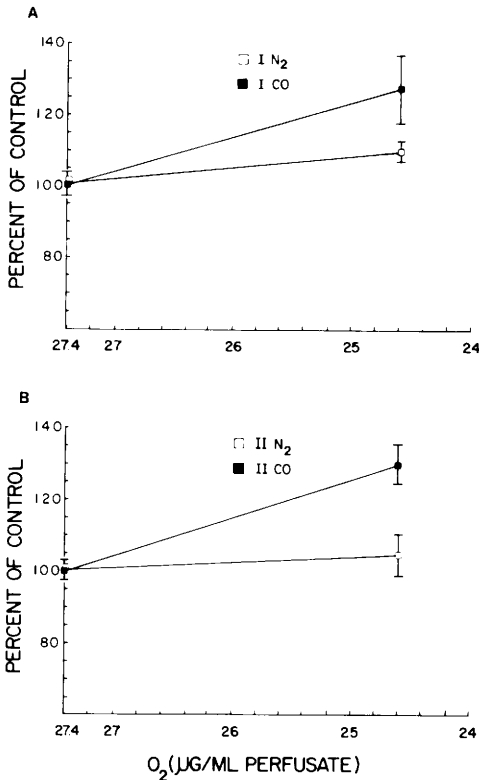 A
PERCENT OF CONTROL
140
120
100
80
I N2
I CO
27.4 27 26 25 24
B
PERCENT OF CONTROL
140
120
100
80
II N2
II CO
27.4 27 26 25 24
O2(µG/ML PERFUSATE)